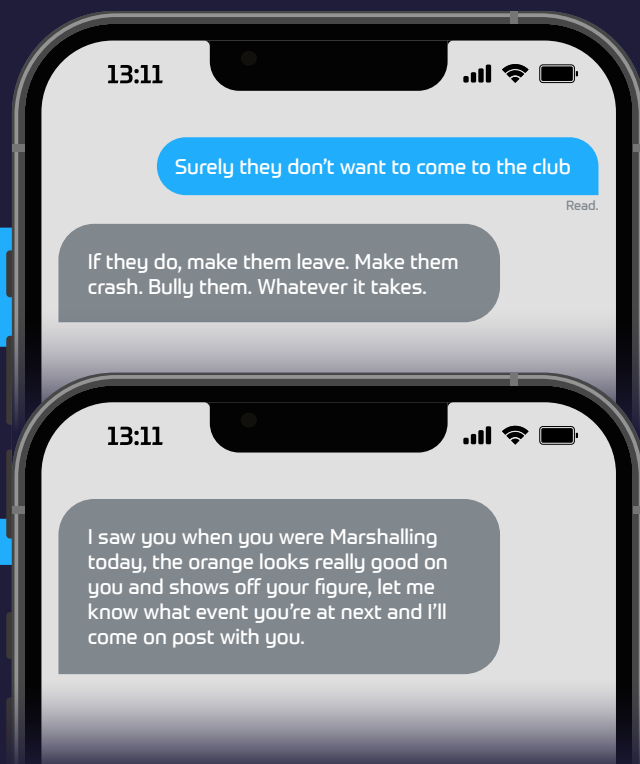 13:11
Surely they don't want to come to the club
Read.
If they do, make them leave. Make them
crash. Bully them. Whatever it takes.
13:11
I saw you when you were Marshalling
today, the orange looks really good on
you and shows off your figure, let me
know what event you're at next and I'll
come on post with you.